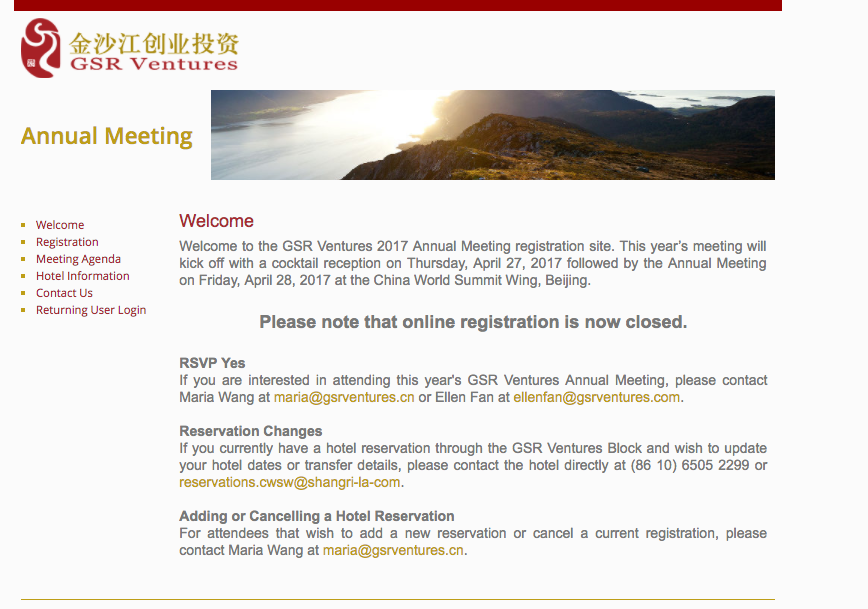 金沙江创业投资
GSR Ventures
Annual Meeting
Welcome
Registration
Meeting Agenda
Hotel Information
Contact Us
Returning User Login
Welcome
Welcome to the GSR Ventures 2017 Annual Meeting registration site. This year's meeting will
kick off with a cocktail reception on Thursday, April 27, 2017 followed by the Annual Meeting
on Friday, April 28, 2017 at the China World Summit Wing, Beijing.
Please note that online registration is now closed.
RSVP Yes
If you are interested in attending this year's GSR Ventures Annual Meeting, please contact
Maria Wang at maria@gsrventures.cn or Ellen Fan at ellenfan@gsrventures.com.
Reservation Changes
If you currently have a hotel reservation through the GSR Ventures Block and wish to update
your hotel dates or transfer details, please contact the hotel directly at (86 10) 6505 2299 or
reservations.cwsw@shangri-la-com.
Adding or Cancelling a Hotel Reservation
For attendees that wish to add a new reservation or cancel a current registration, please
contact Maria Wang at maria@gsrventures.cn.